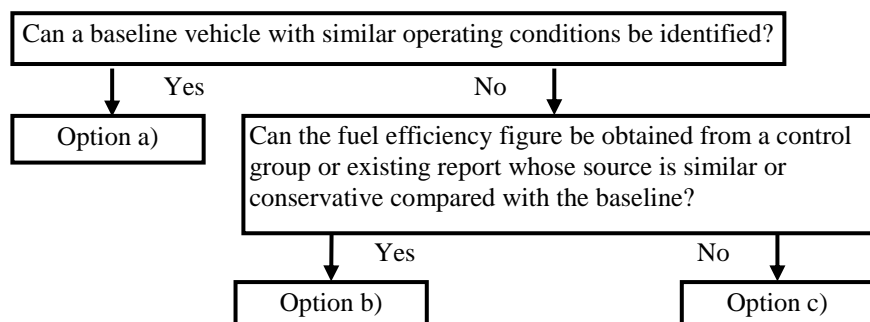 Can a baseline vehicle with similar operating conditions be identified?
Yes
No
Option a)
Can the fuel efficiency figure be obtained from a control
group or existing report whose source is similar or
conservative compared with the baseline?
Yes
No
Option b)
Option c)